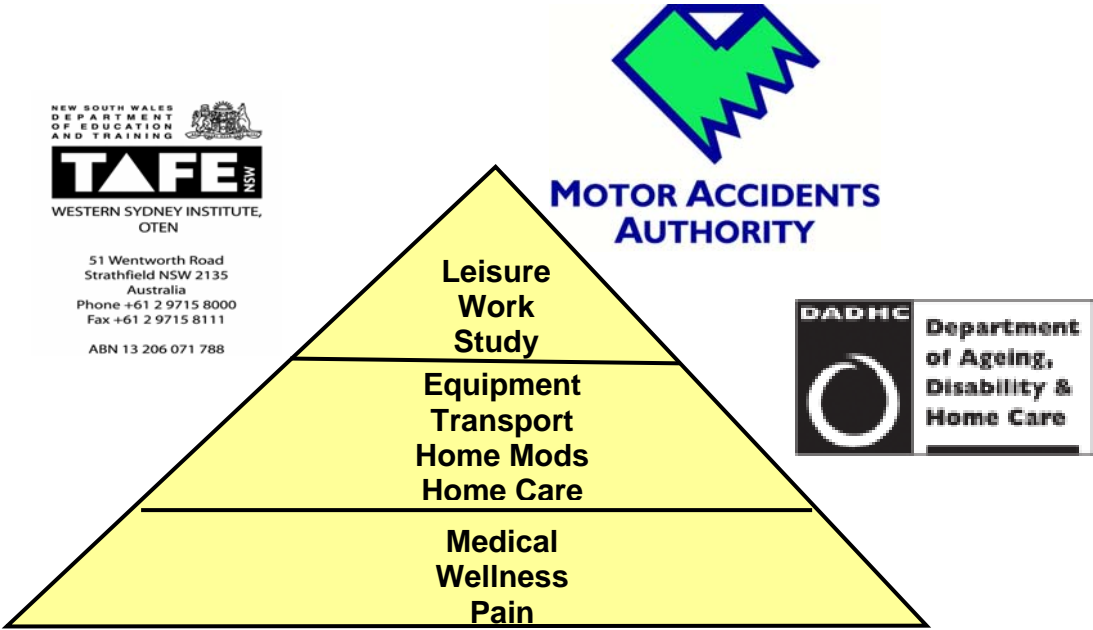 NEW SOUTH WALES
DEPARTMENT
OF EDUCATION
AND TRAINING
TAFE NSW
WESTERN SYDNEY INSTITUTE,
OTEN
51 Wentworth Road
Strathfield NSW 2135
Australia
Phone +61 2 9715 8000
Fax +61 2 9715 8111
ABN 13 206 071 788
MOTOR ACCIDENTS
AUTHORITY
DADHC
Department
of Ageing,
Disability &
Home Care
Leisure
Work
Study
Equipment
Transport
Home Mods
Home Care
Medical
Wellness
Pain